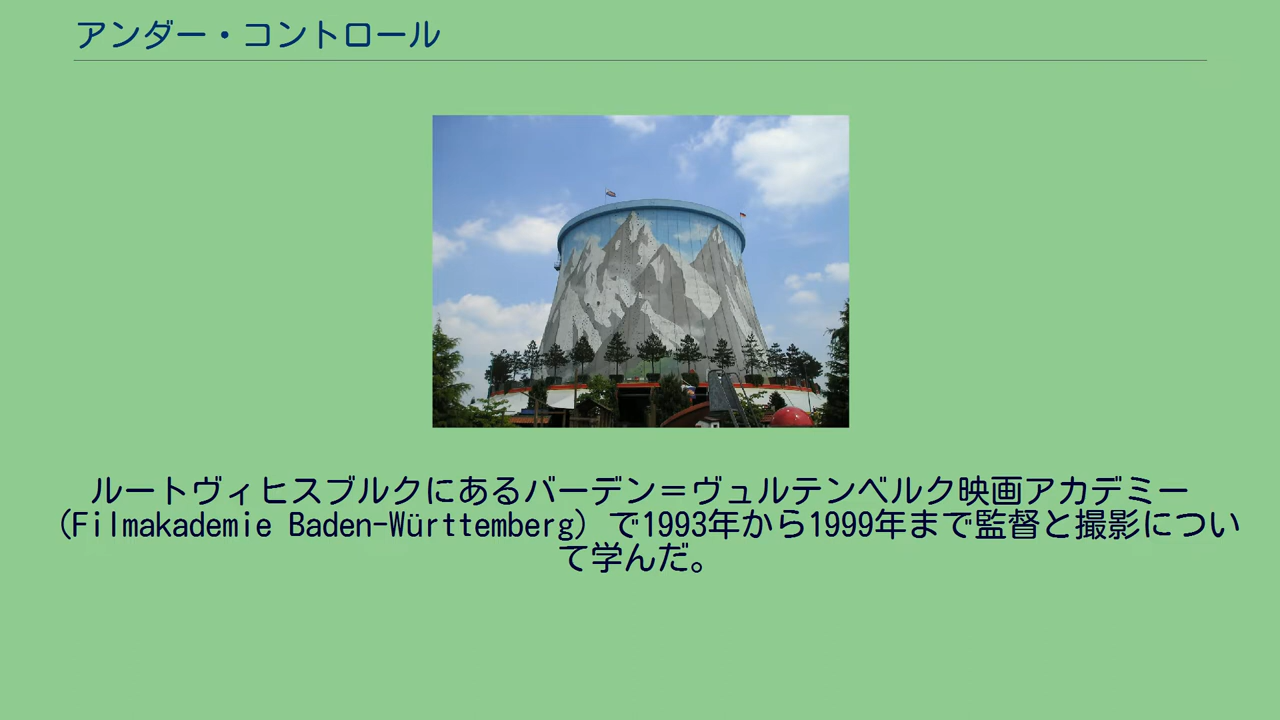 アンダー・コントロール
ルートヴィヒスブルクにあるバーデン＝ヴュルテンベルク映画アカデミー
(Filmakademie Baden-Württemberg) で1993年から1999年まで監督と撮影につい
て学んだ。